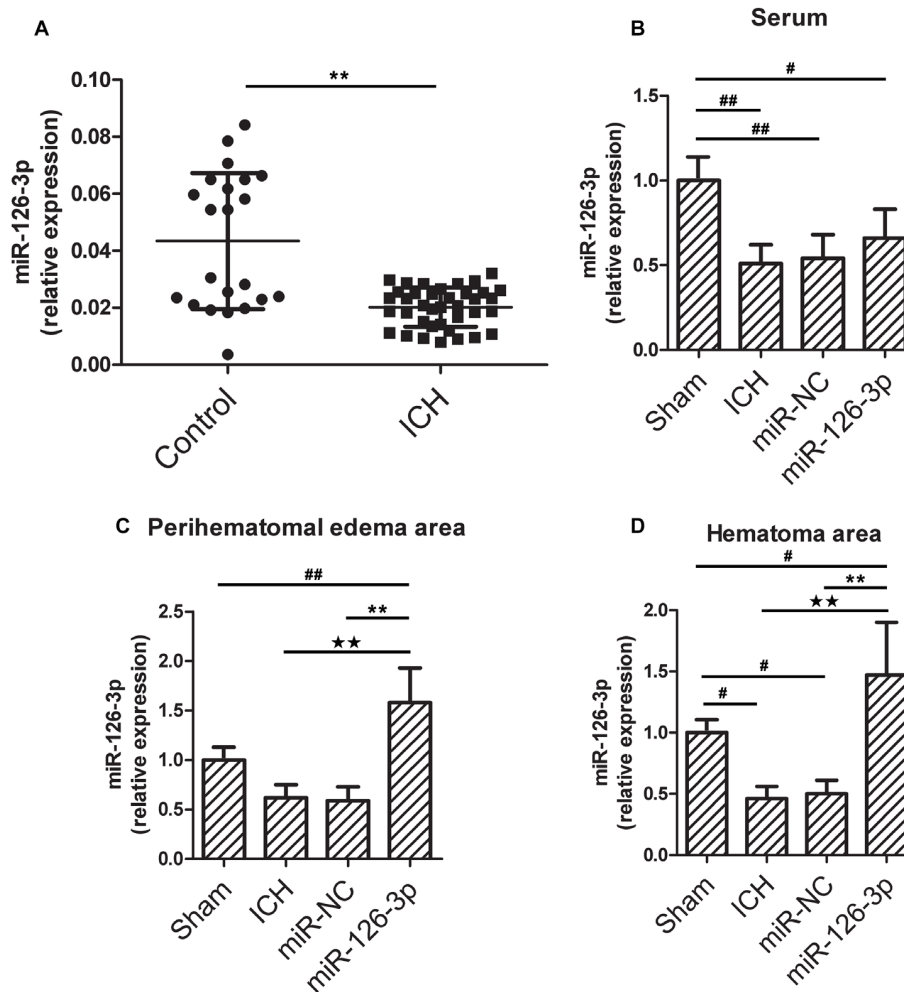 A
**
miR-126-3p
(relative expression)
0.10
0.08
0.06
0.04
0.02
0.00
Control
ICH
B
Serum
#
##
##
miR-126-3p
(relative expression)
1.5
1.0
0.5
0.0
Sham
ICH
miR-NC
miR-126-3p
C
Perihematomal edema area
##
**
★★
miR-126-3p
(relative expression)
2.5
2.0
1.5
1.0
0.5
0.0
Sham
ICH
miR-NC
miR-126-3p
D
Hematoma area
#
**
★★
#
#
miR-126-3p
(relative expression)
2.0
1.5
1.0
0.5
0.0
Sham
ICH
miR-NC
miR-126-3p